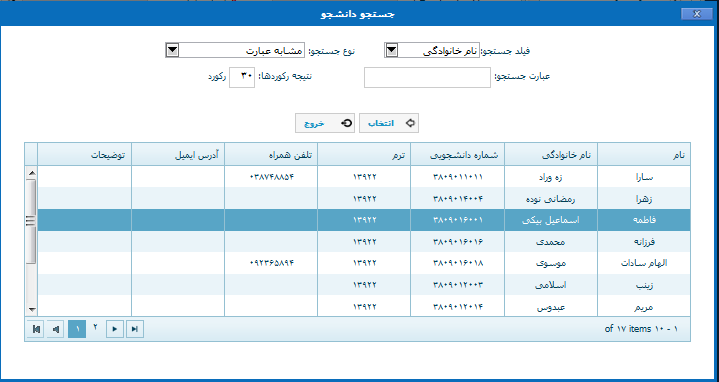 جستجو دانشجو X
فیلد جستجو: نام خانوادگی نوع جستجو: مشابه عبارت
عبارت جستجو: نتیجه رکوردها: ۳۰ رکورد
انتخاب خروج
نام نام خانوادگی شماره دانشجویی ترم تلفن همراه آدرس ایمیل توضیحات
سارا زه وراد ۳۸۰۹۰۱۱۰۱۱ ۱۳۹۲۲ ۰۳۸۷۴۸۸۵۴
زهرا رمضانی نوده ۳۸۰۹۰۱۴۰۰۴ ۱۳۹۲۲
فاطمه اسماعیل بیکی ۳۸۰۹۰۱۶۰۰۱ ۱۳۹۲۲
فرزانه محمدی ۳۸۰۹۰۱۶۰۱۶ ۱۳۹۲۲
الهام سادات موسوی ۳۸۰۹۰۱۶۰۱۸ ۱۳۹۲۲ ۰۹۲۳۶۵۸۹۴
زینب اسلامی ۳۸۰۹۰۱۲۰۰۳ ۱۳۹۲۲
مریم عبدوس ۳۸۰۹۰۱۲۰۱۴ ۱۳۹۲۲
۱ - ۱۰ of ۱۷ items ۲ ۱